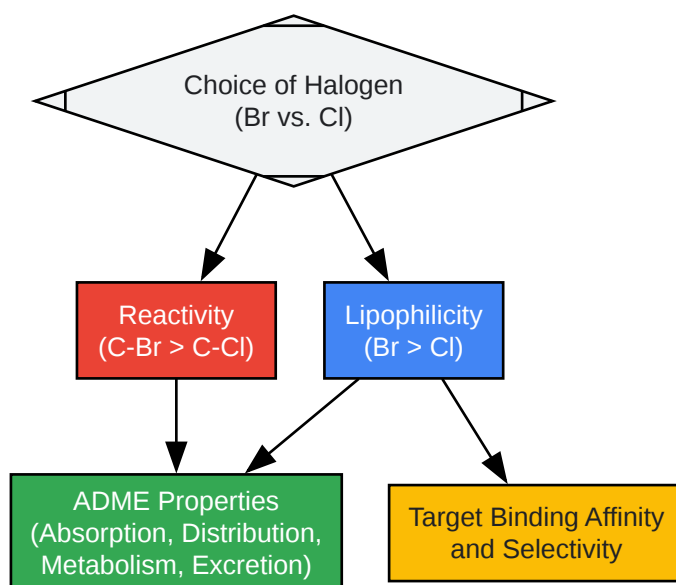 Choice of Halogen
(Br vs. Cl)
Reactivity
(C-Br > C-Cl)
Lipophilicity
(Br > Cl)
ADME Properties
(Absorption, Distribution,
Metabolism, Excretion)
Target Binding Affinity
and Selectivity